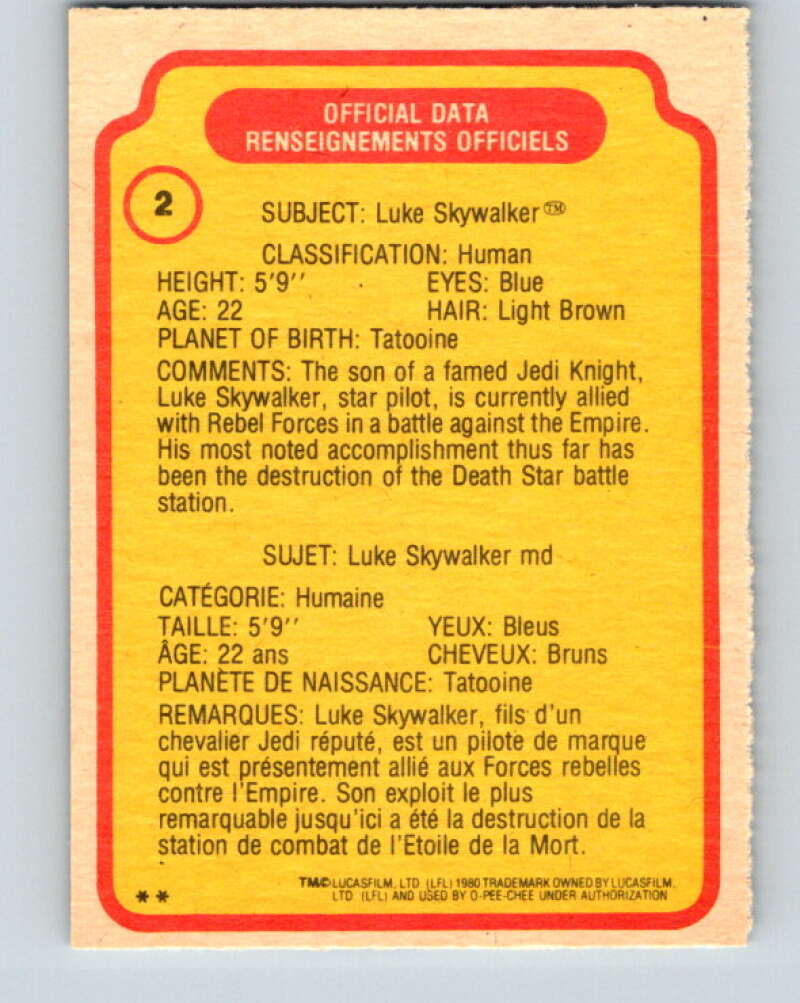 OFFICIAL DATA
RENSEIGNEMENTS OFFICIELS
2
SUBJECT: Luke Skywalker™
CLASSIFICATION: Human
HEIGHT: 5'9'' EYES: Blue
AGE: 22 HAIR: Light Brown
PLANET OF BIRTH: Tatooine
COMMENTS: The son of a famed Jedi Knight,
Luke Skywalker, star pilot, is currently allied
with Rebel Forces in a battle against the Empire.
His most noted accomplishment thus far has
been the destruction of the Death Star battle
station.
SUJET: Luke Skywalker md
CATÉGORIE: Humaine
TAILLE: 5'9'' YEUX: Bleus
ÂGE: 22 ans CHEVEUX: Bruns
PLANÈTE DE NAISSANCE: Tatooine
REMARQUES: Luke Skywalker, fils d'un
chevalier Jedi réputé, est un pilote de marque
qui est présentement allié aux Forces rebelles
contre l'Empire. Son exploit le plus
remarquable jusqu'ici a été la destruction de la
station de combat de l'Etoile de la Mort.
TM©LUCASFILM, LTD (LFL) 1980 TRADEMARK OWNED BY LUCASFILM,
LTD (LFL) AND USED BY O-PEE-CHEE UNDER AUTHORIZATION
**